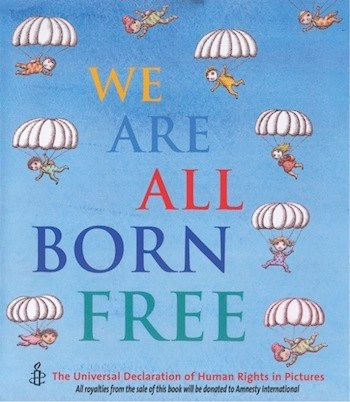 WE
ARE
ALL
BORN
FREE
The Universal Declaration of Human Rights in Pictures
All royalties from the sale of this book will be donated to Amnesty International